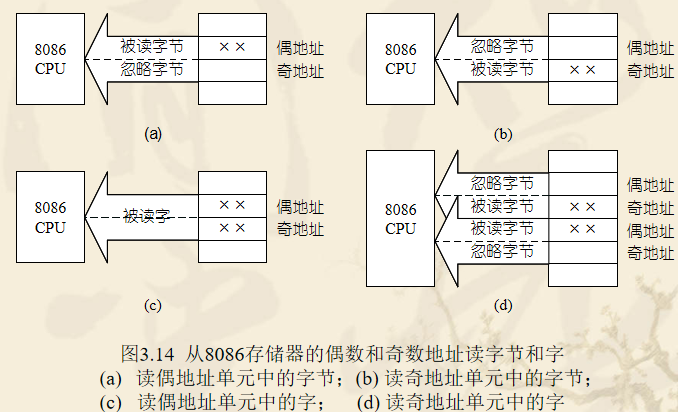 8086
CPU
被读字节
忽略字节
××
偶地址
奇地址
(a)
8086
CPU
忽略字节
被读字节
××
偶地址
奇地址
(b)
8086
CPU
被读字
××
××
偶地址
奇地址
(c)
8086
CPU
忽略字节
被读字节
被读字节
忽略字节
××
××
偶地址
奇地址
偶地址
奇地址
(d)
图3.14 从8086存储器的偶数和奇数地址读字节和字
(a) 读偶地址单元中的字节；(b) 读奇地址单元中的字节；
(c) 读偶地址单元中的字； (d) 读奇地址单元中的字